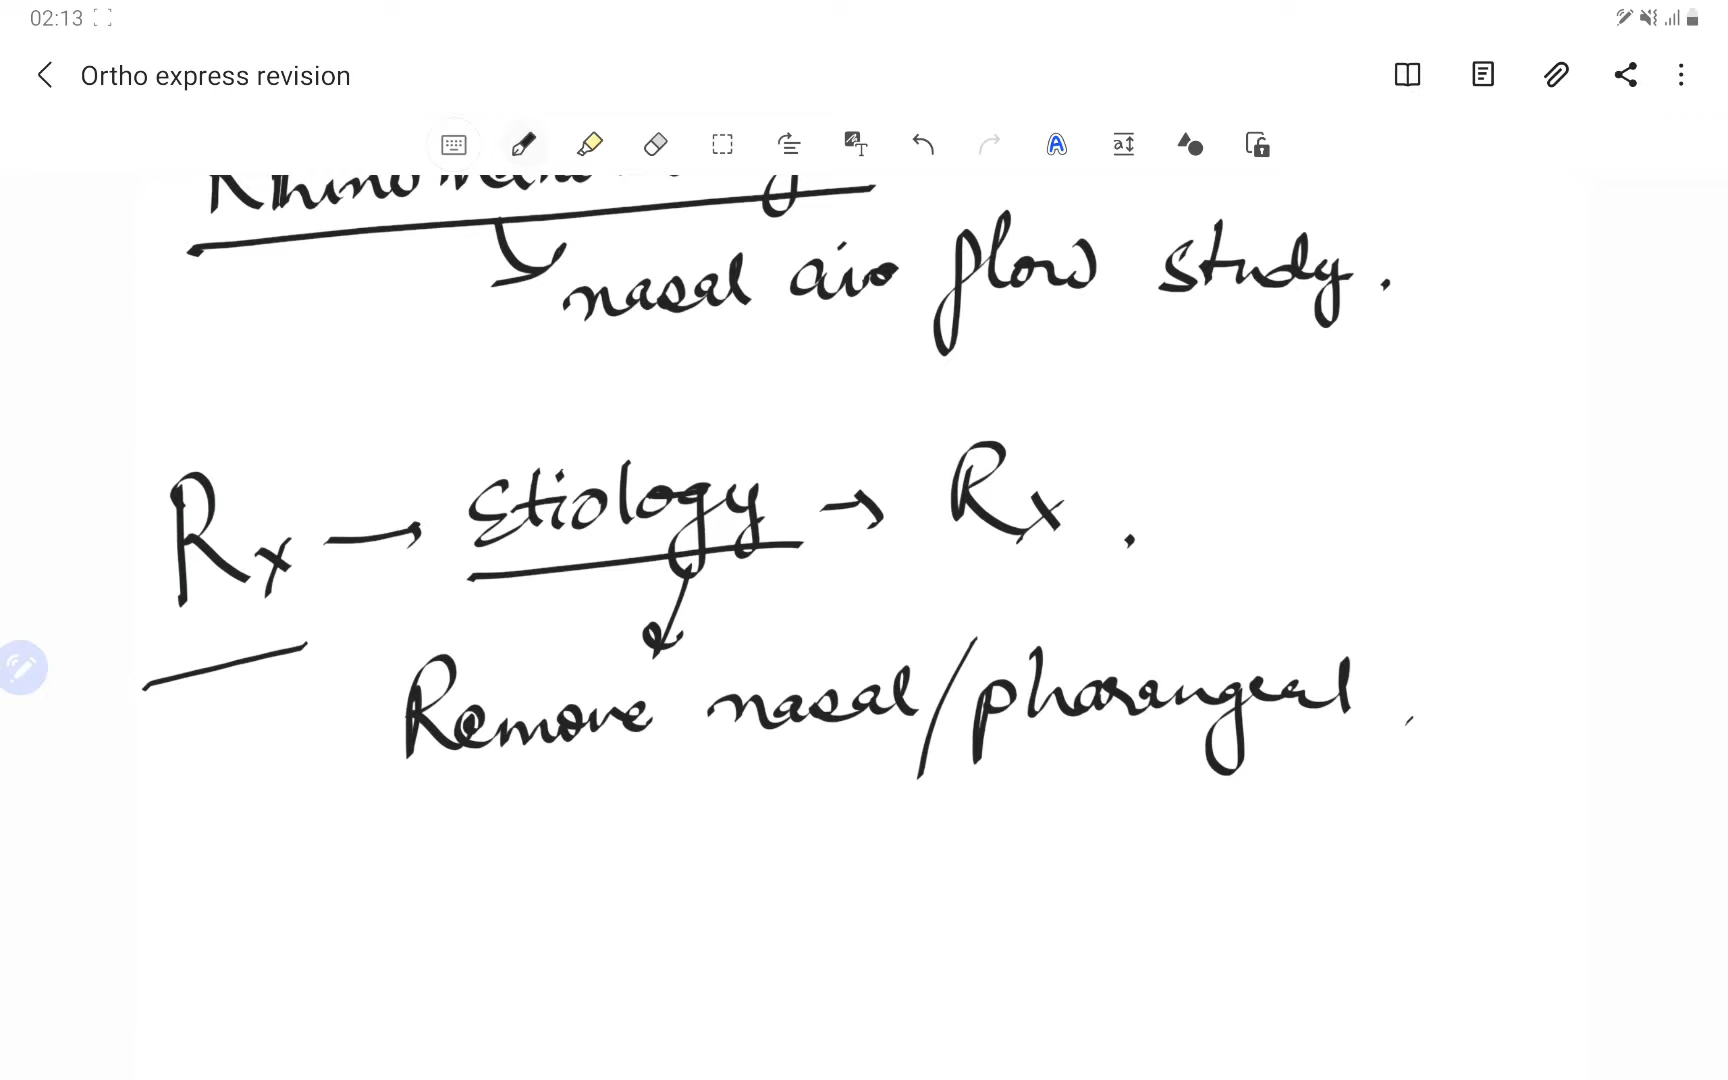 02:13
Ortho express revision
nasal air flow study.
Rx → Etiology → Rx.
Remove nasal/pharangeal